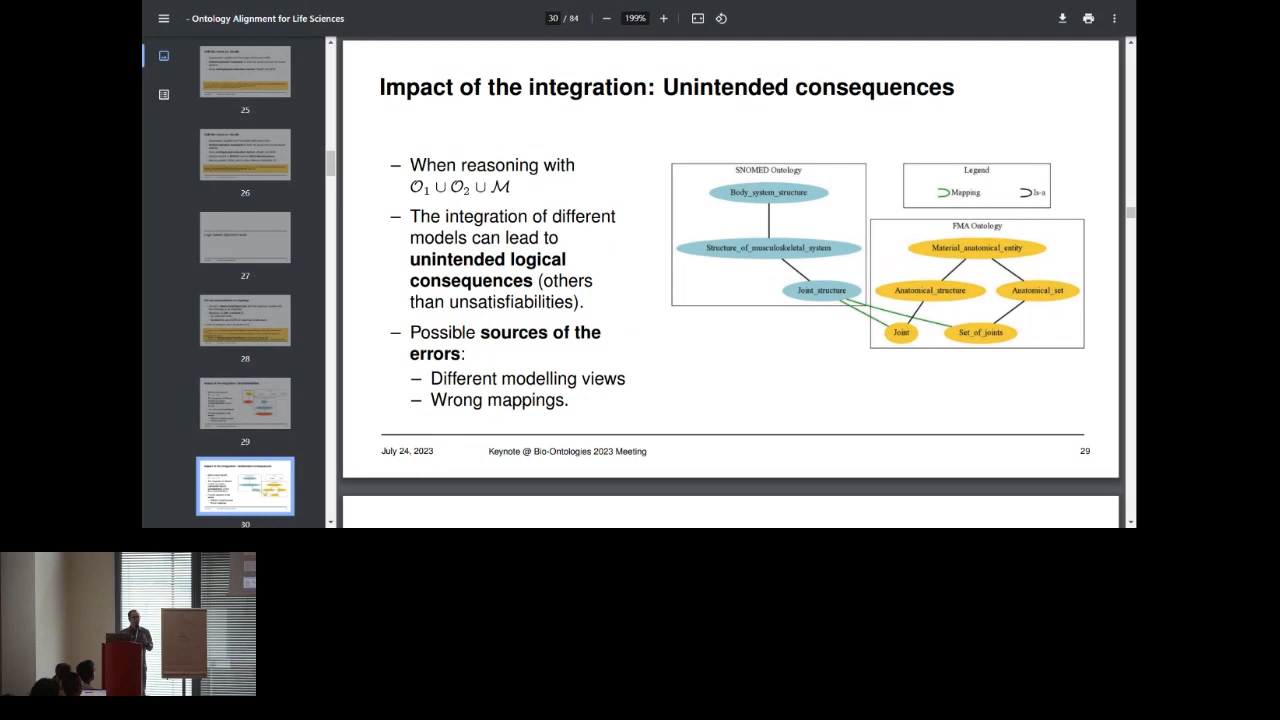 - Ontology Alignment for Life Sciences
30 / 84
199%
25
26
27
28
29
30
Impact of the integration: Unintended consequences
– When reasoning with
𝒪₁ ∪ 𝒪₂ ∪ ℳ
– The integration of different
models can lead to
unintended logical
consequences (others
than unsatisfiabilities).
– Possible sources of the
errors:
– Different modelling views
– Wrong mappings.
SNOMED Ontology
Body_system_structure
Structure_of_musculoskeletal_system
Joint_structure
Legend
Mapping
Is-a
FMA Ontology
Material_anatomical_entity
Anatomical_structure
Anatomical_set
Joint
Set_of_joints
July 24, 2023
Keynote @ Bio-Ontologies 2023 Meeting
29